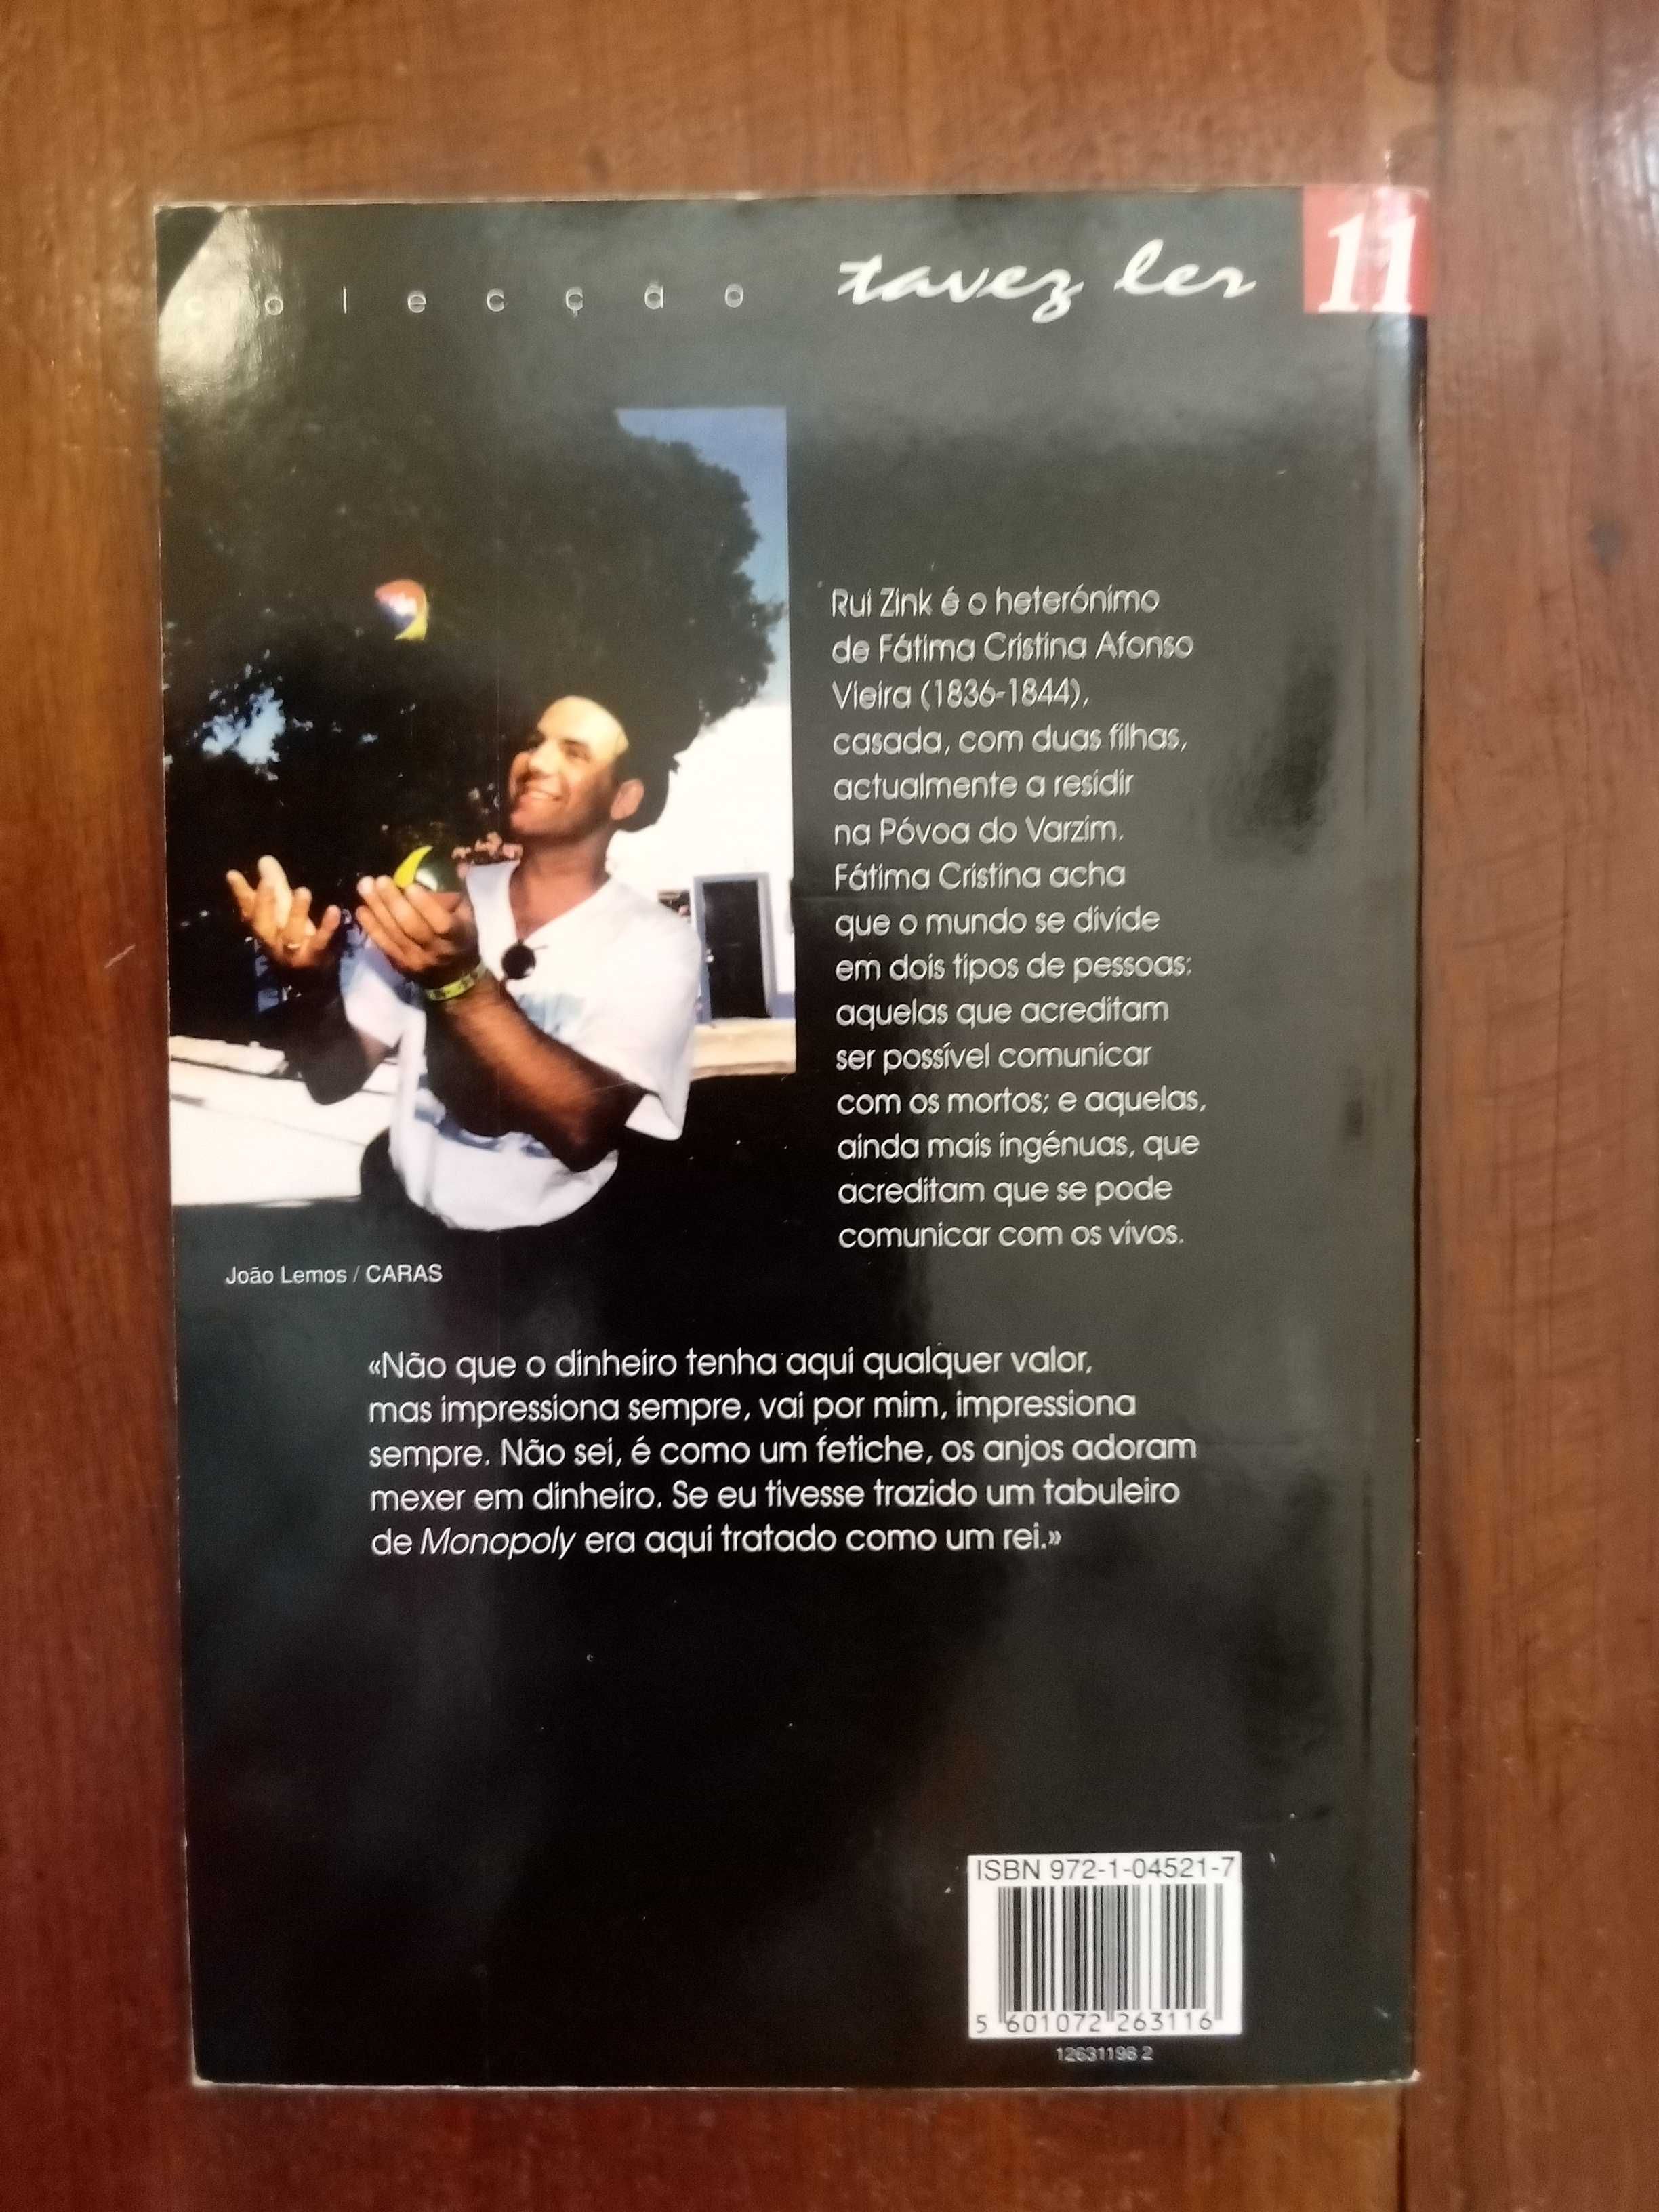 colecção tavez ler 11
Rui Zink é o heterónimo
de Fátima Cristina Afonso
Vieira (1836-1844),
casada, com duas filhas,
actualmente a residir
na Póvoa do Varzim.
Fátima Cristina acha
que o mundo se divide
em dois tipos de pessoas:
aquelas que acreditam
ser possível comunicar
com os mortos; e aquelas,
ainda mais ingénuas, que
acreditam que se pode
comunicar com os vivos.
João Lemos / CARAS
«Não que o dinheiro tenha aqui qualquer valor,
mas impressiona sempre, vai por mim, impressiona
sempre. Não sei, é como um fetiche, os anjos adoram
mexer em dinheiro. Se eu tivesse trazido um tabuleiro
de Monopoly era aqui tratado como um rei.»
ISBN 972-1-04521-7
5 601072 263116
12631198 2